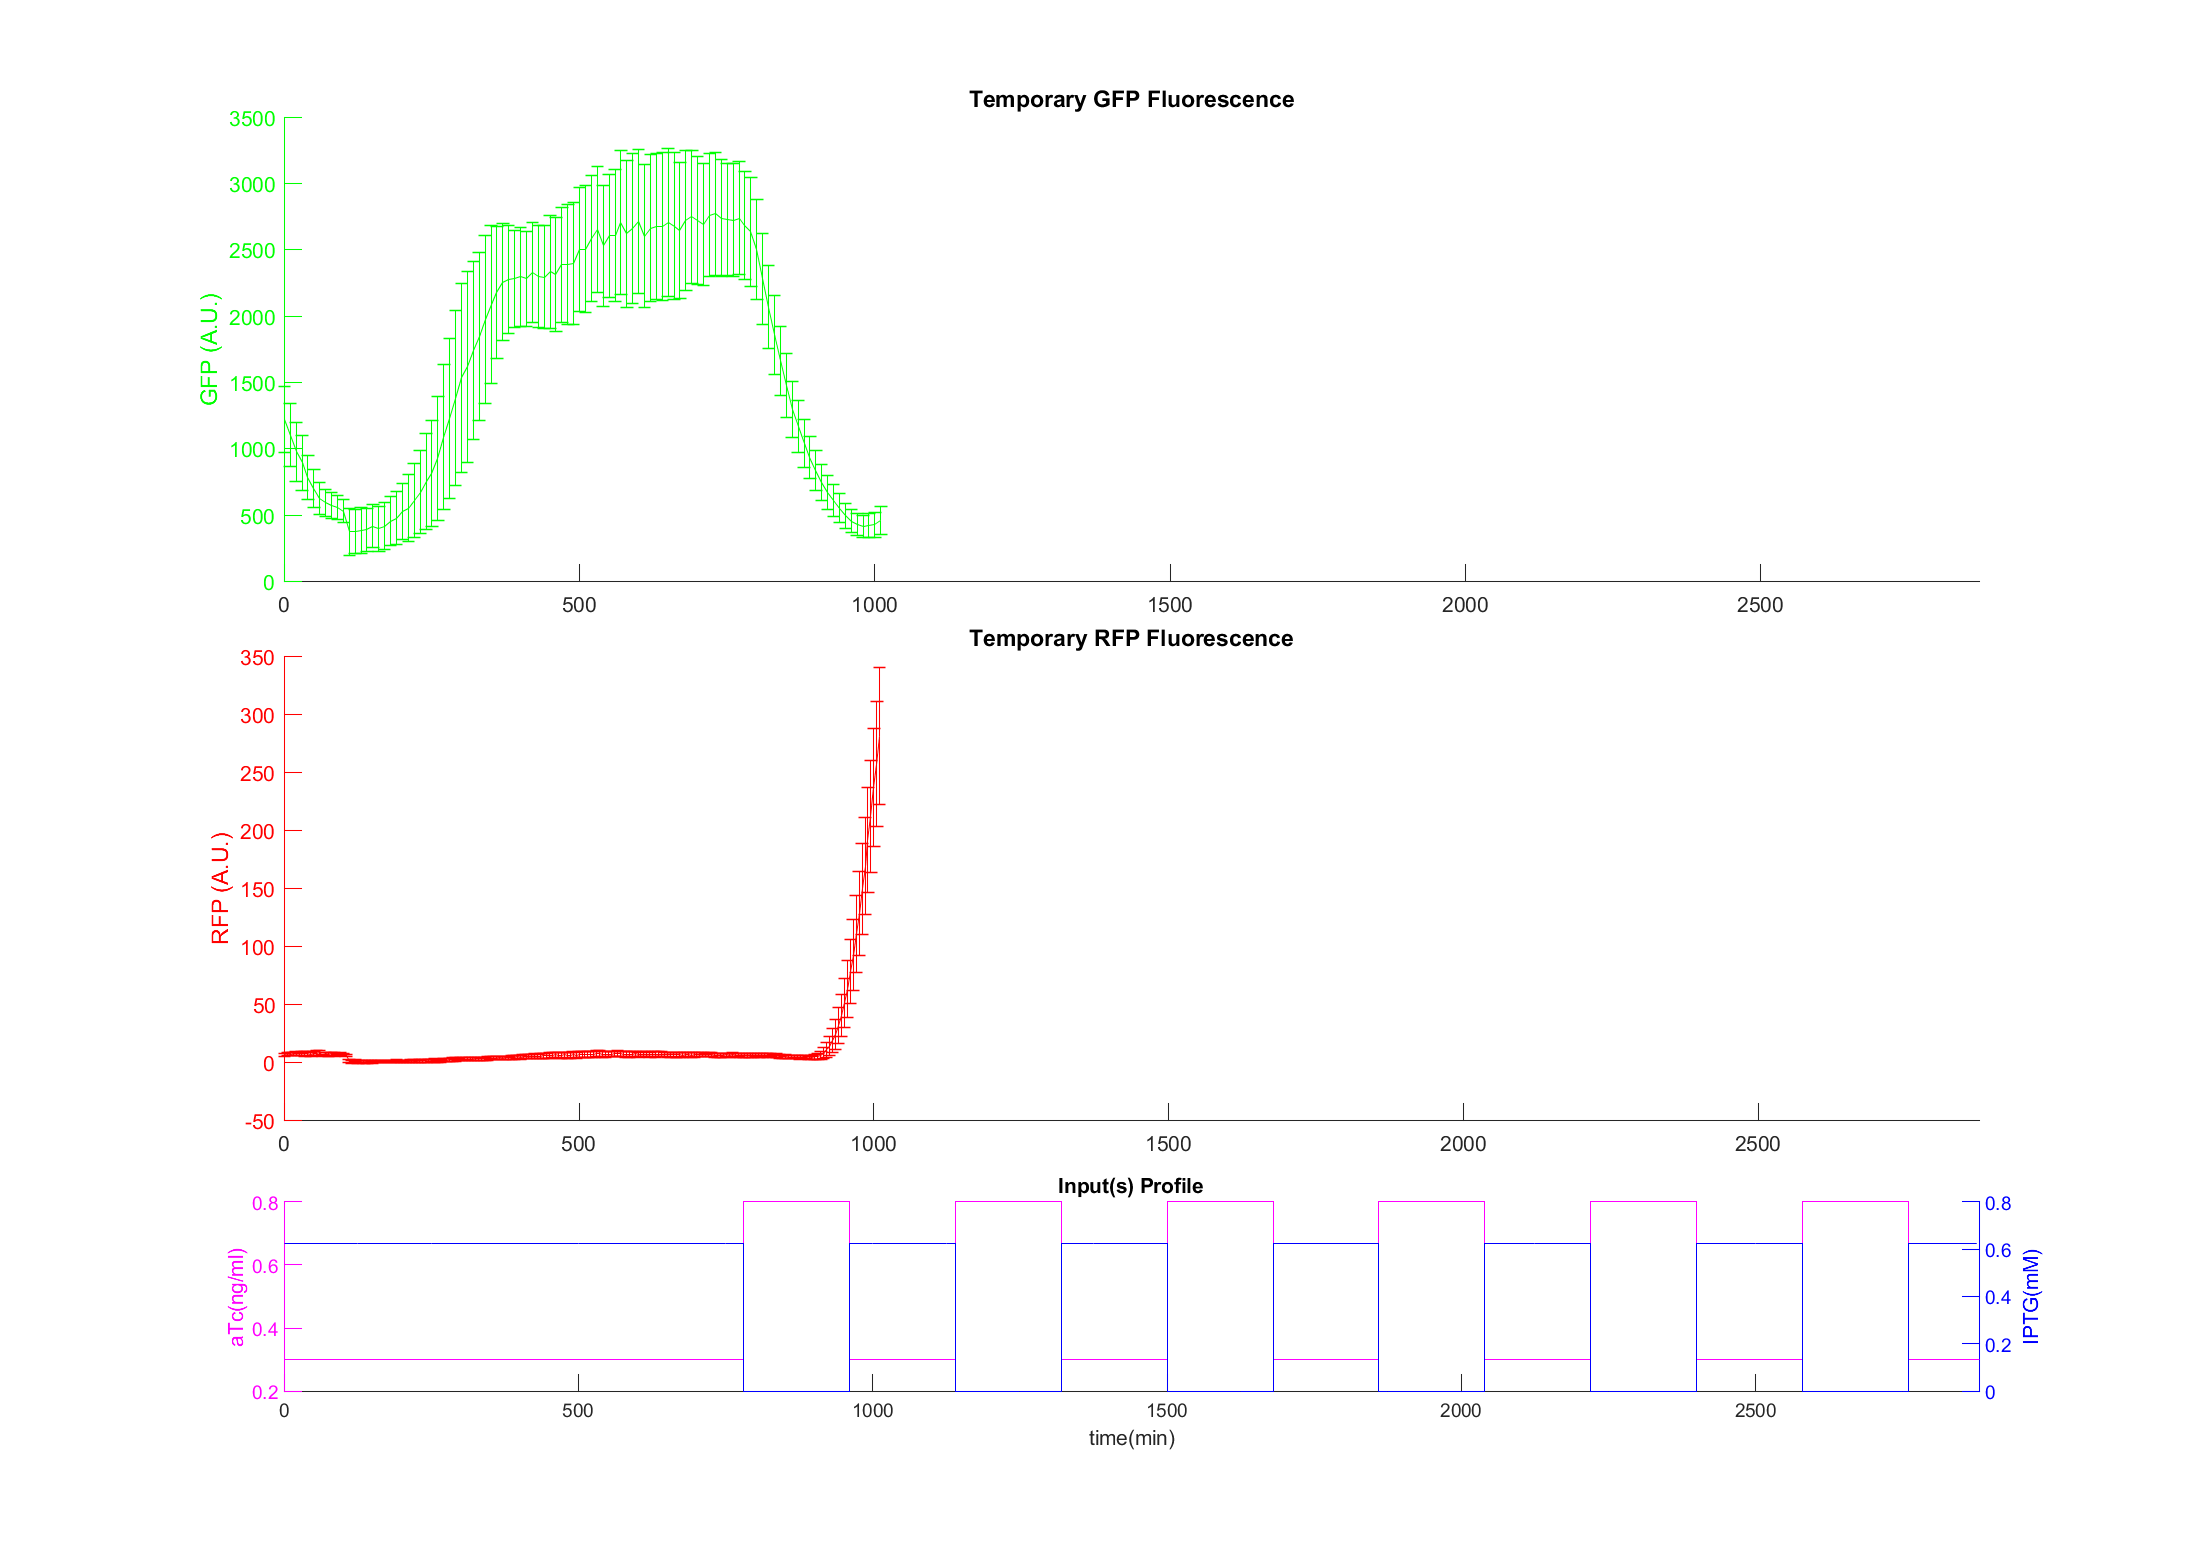 Temporary GFP Fluorescence
3500
3000
2500
2000
1500
1000
500
0
GFP (A.U.)
0 500 1000 1500 2000 2500
Temporary RFP Fluorescence
350
300
250
200
150
100
50
0
-50
RFP (A.U.)
0 500 1000 1500 2000 2500
Input(s) Profile
0.8
0.6
0.4
0.2
aTc(ng/ml)
0.8
0.6
0.4
0.2
0
IPTG(mM)
0 500 1000 1500 2000 2500
time(min)